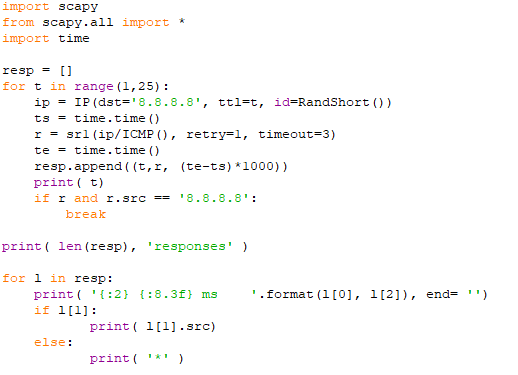 import scapy
from scapy.all import *
import time

resp = []
for t in range(1,25):
    ip = IP(dst='8.8.8.8', ttl=t, id=RandShort())
    ts = time.time()
    r = sr1(ip/ICMP(), retry=1, timeout=3)
    te = time.time()
    resp.append((t,r, (te-ts)*1000))
    print( t)
    if r and r.src == '8.8.8.8':
        break

print( len(resp), 'responses' )

for l in resp:
    print( '{:2} {:8.3f} ms    '.format(l[0], l[2]), end= '')
    if l[1]:
           print( l[1].src)
    else:
           print( '*' )